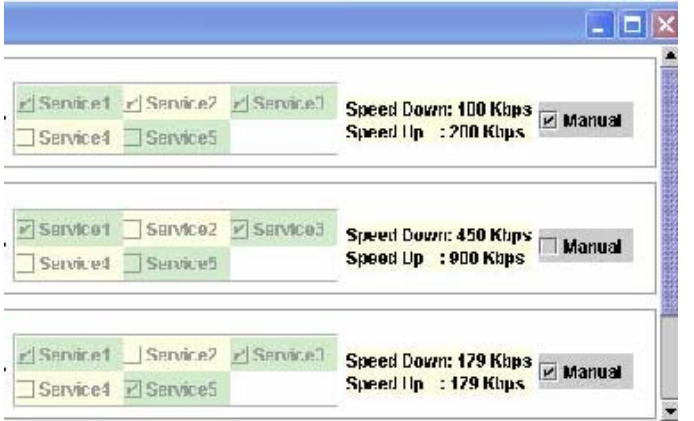 Service1 Service2 Service3
Service4 Service5
Speed Down: 100 Kbps
Speed Up : 200 Kbps
Manual
Service1 Service2 Service3
Service4 Service5
Speed Down: 450 Kbps
Speed Up : 900 Kbps
Manual
Service1 Service2 Service3
Service4 Service5
Speed Down: 179 Kbps
Speed Up : 179 Kbps
Manual